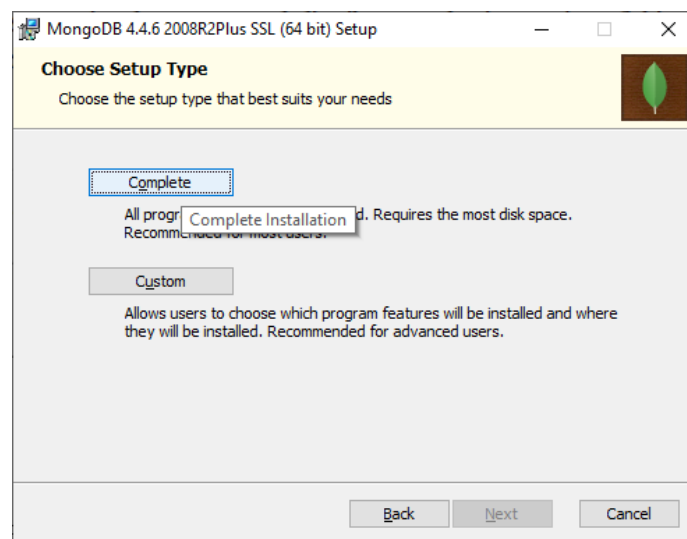 MongoDB 4.4.6 2008R2Plus SSL (64 bit) Setup
Choose Setup Type
Choose the setup type that best suits your needs
Complete
All progr d. Requires the most disk space.
Complete Installation
Recommended for most users.
Custom
Allows users to choose which program features will be installed and where
they will be installed. Recommended for advanced users.
Back
Next
Cancel